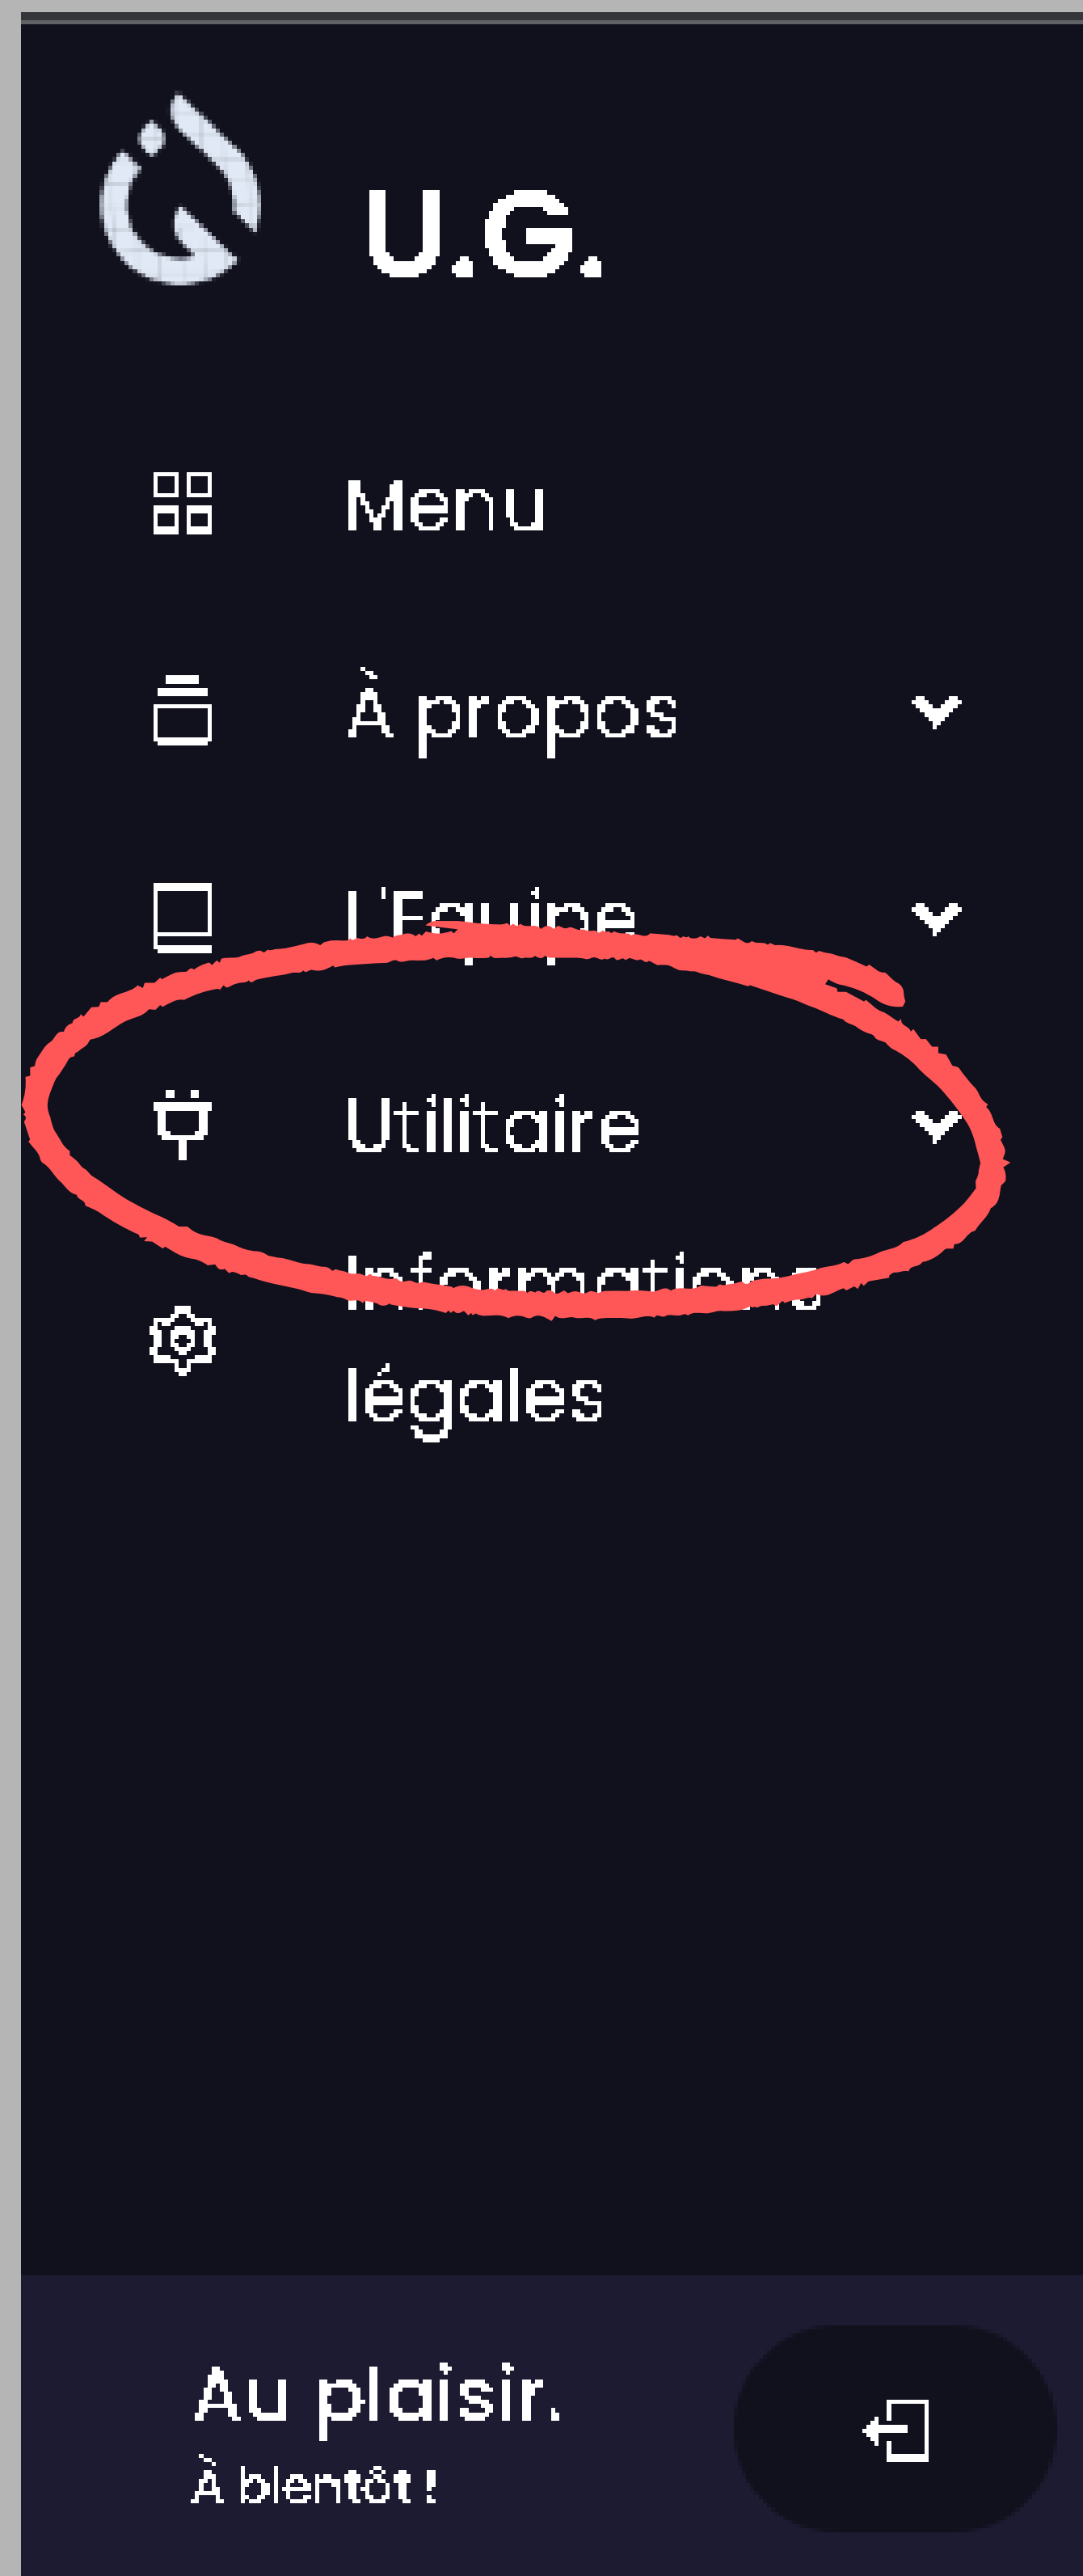 U.G.
Menu
À propos
L'Equipe
Utilitaire
Informations
légales
Au plaisir.
À bientôt !